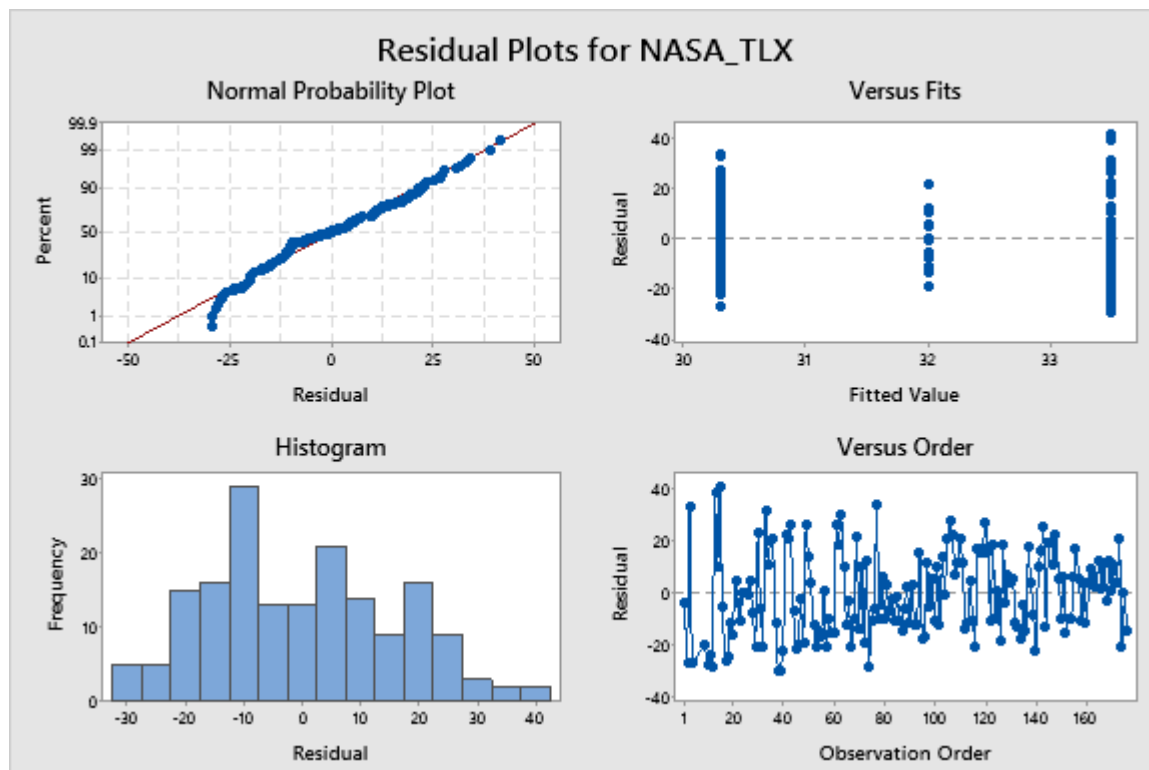 Residual Plots for NASA_TLX
Normal Probability Plot
99.9
99
90
50
10
1
0.1
Percent
-50 -25 0 25 50
Residual
Versus Fits
40
20
0
-20
-40
Residual
30 31 32 33
Fitted Value
Histogram
30
20
10
0
Frequency
-30 -20 -10 0 10 20 30 40
Residual
Versus Order
40
20
0
-20
-40
Residual
1 20 40 60 80 100 120 140 160
Observation Order